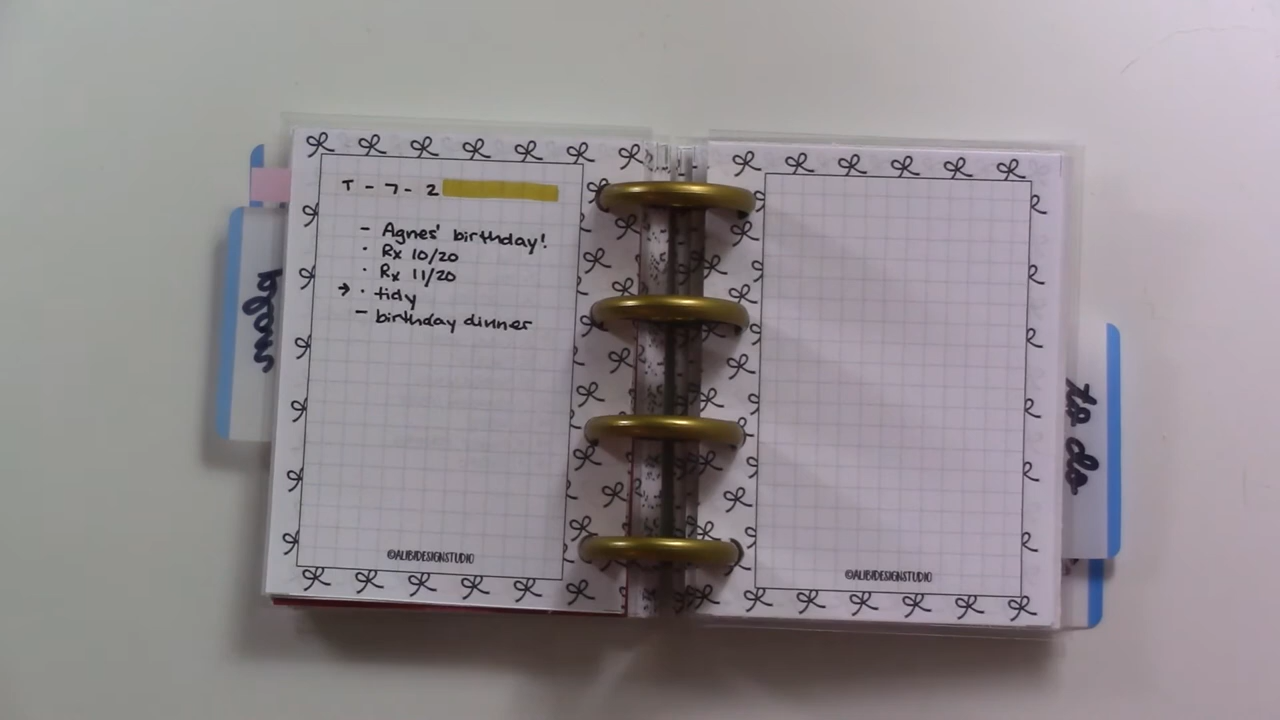 T - 7 - 2
- Agnes' birthday!
· Rx 10/20
· Rx 11/20
→ · tidy
- birthday dinner
©ALIBIDESIGNSTUDIO
plan
©ALIBIDESIGNSTUDIO
to do